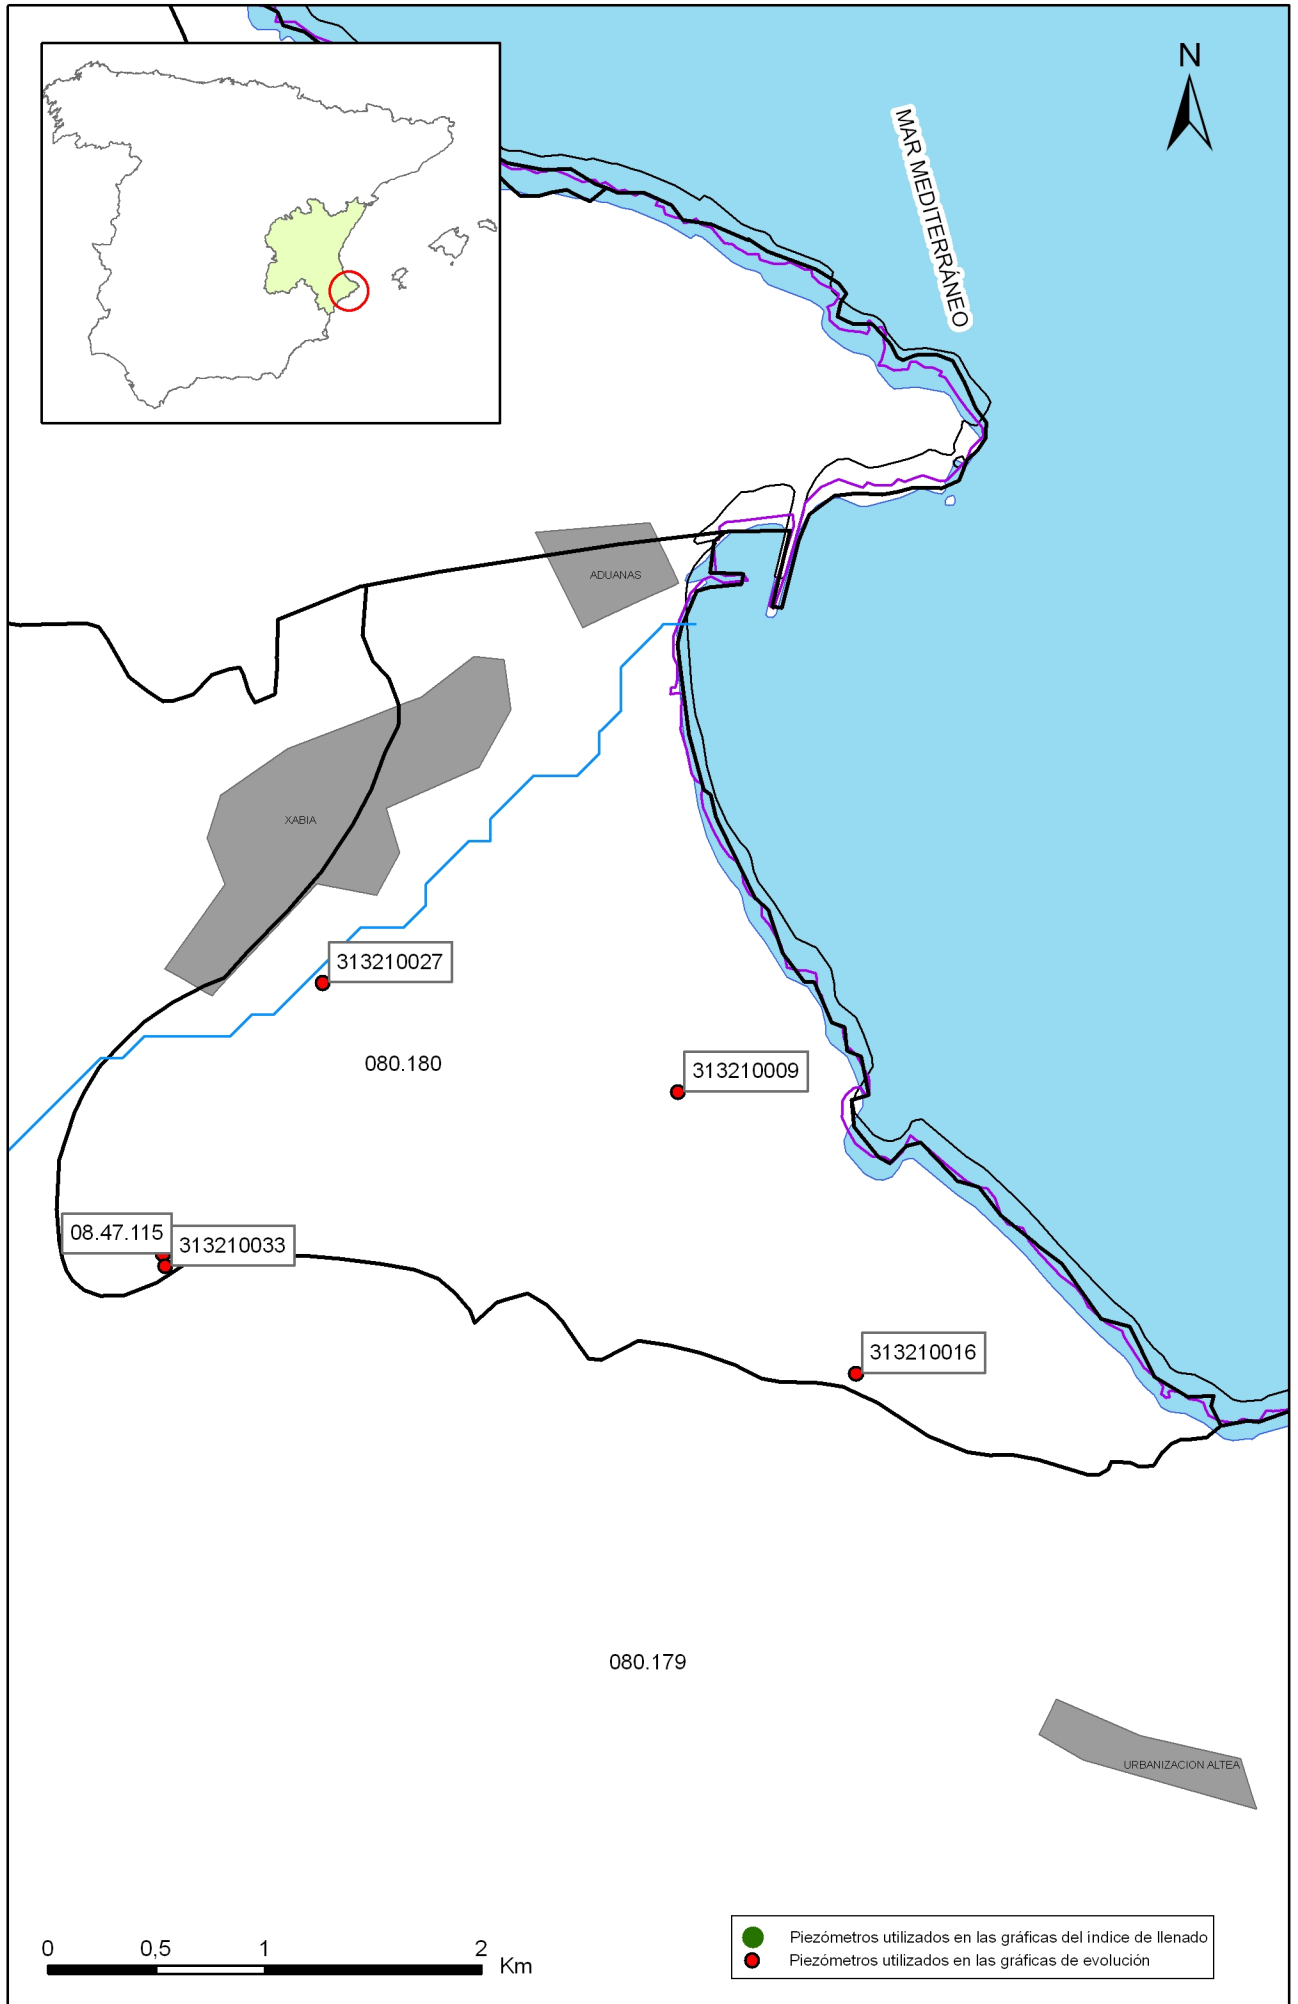 N
MAR MEDITERRÁNEO
ADUANAS
XABIA
313210027
080.180
313210009
08.47.115
313210033
313210016
080.179
URBANIZACION ALTEA
0 0,5 1 2 Km
Piezómetros utilizados en las gráficas del índice de llenado
Piezómetros utilizados en las gráficas de evolución